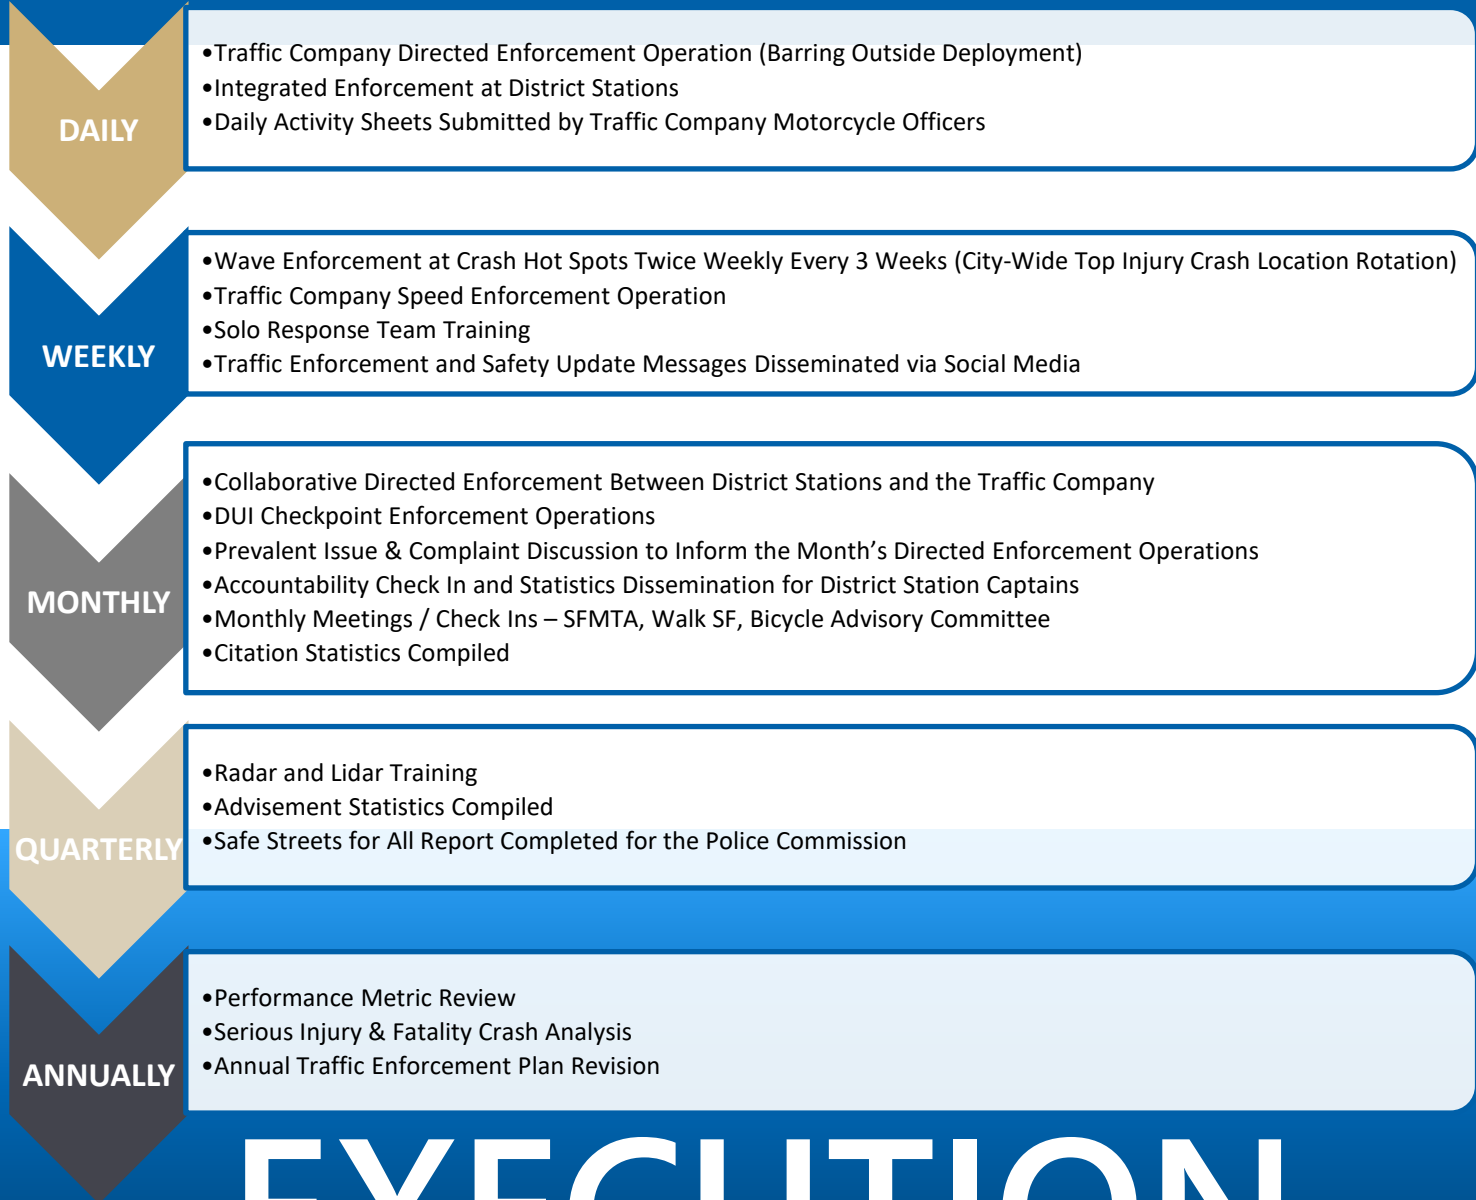 DAILY
•Traffic Company Directed Enforcement Operation (Barring Outside Deployment)
•Integrated Enforcement at District Stations
•Daily Activity Sheets Submitted by Traffic Company Motorcycle Officers
WEEKLY
•Wave Enforcement at Crash Hot Spots Twice Weekly Every 3 Weeks (City-Wide Top Injury Crash Location Rotation)
•Traffic Company Speed Enforcement Operation
•Solo Response Team Training
•Traffic Enforcement and Safety Update Messages Disseminated via Social Media
MONTHLY
•Collaborative Directed Enforcement Between District Stations and the Traffic Company
•DUI Checkpoint Enforcement Operations
•Prevalent Issue & Complaint Discussion to Inform the Month’s Directed Enforcement Operations
•Accountability Check In and Statistics Dissemination for District Station Captains
•Monthly Meetings / Check Ins – SFMTA, Walk SF, Bicycle Advisory Committee
•Citation Statistics Compiled
QUARTERLY
•Radar and Lidar Training
•Advisement Statistics Compiled
•Safe Streets for All Report Completed for the Police Commission
ANNUALLY
•Performance Metric Review
•Serious Injury & Fatality Crash Analysis
•Annual Traffic Enforcement Plan Revision
EXECUTION